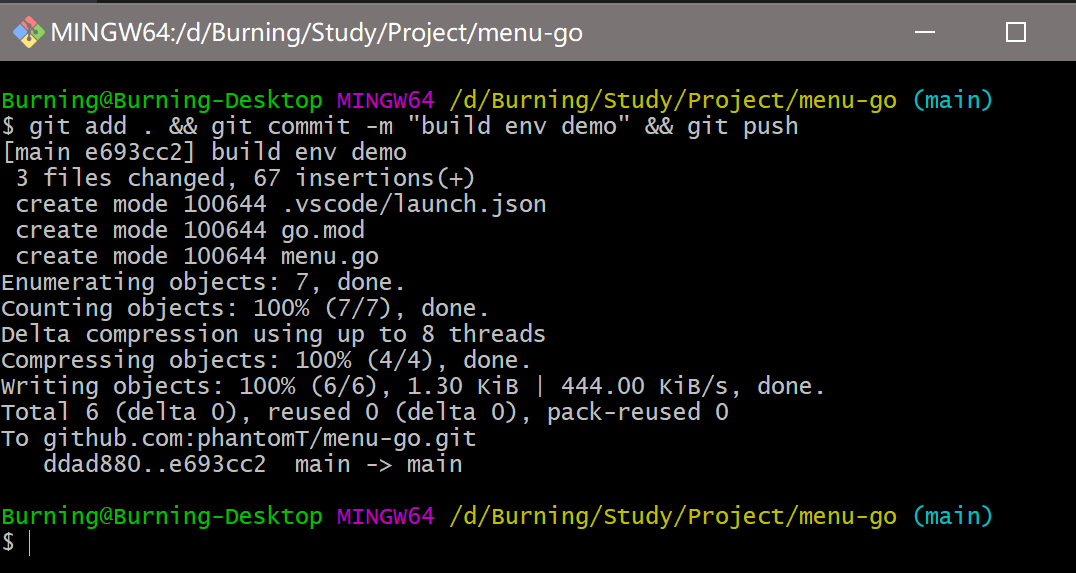 MINGW64:/d/Burning/Study/Project/menu-go
Burning@Burning-Desktop MINGW64 /d/Burning/Study/Project/menu-go (main)
$ git add . && git commit -m "build env demo" && git push
[main e693cc2] build env demo
 3 files changed, 67 insertions(+)
 create mode 100644 .vscode/launch.json
 create mode 100644 go.mod
 create mode 100644 menu.go
Enumerating objects: 7, done.
Counting objects: 100% (7/7), done.
Delta compression using up to 8 threads
Compressing objects: 100% (4/4), done.
Writing objects: 100% (6/6), 1.30 KiB | 444.00 KiB/s, done.
Total 6 (delta 0), reused 0 (delta 0), pack-reused 0
To github.com:phantomT/menu-go.git
   ddad880..e693cc2  main -> main
Burning@Burning-Desktop MINGW64 /d/Burning/Study/Project/menu-go (main)
$